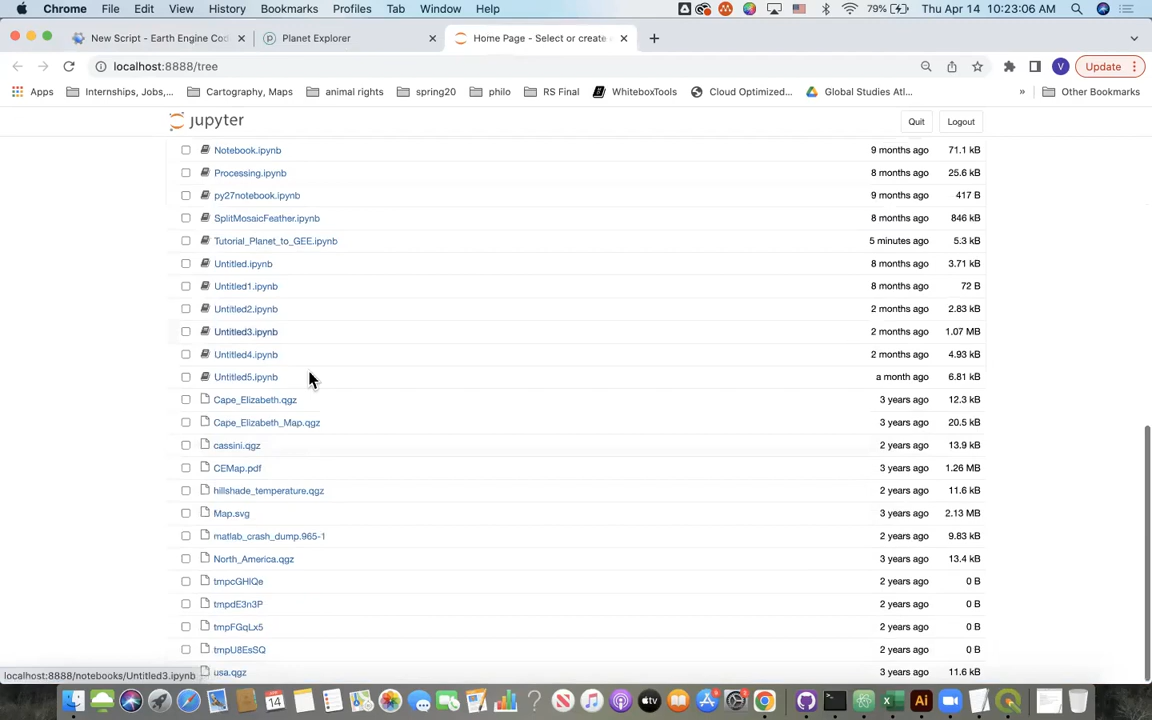 Chrome File Edit View History Bookmarks Profiles Tab Window Help 79% Thu Apr 14 10:23:06 AM
New Script - Earth Engine Cod Planet Explorer Home Page - Select or create
localhost:8888/tree Update
Apps Internships, Jobs,... Cartography, Maps animal rights spring20 philo RS Final WhiteboxTools Cloud Optimized... Global Studies Atl... » Other Bookmarks
jupyter Quit Logout
Notebook.ipynb 9 months ago 71.1 kB
Processing.ipynb 8 months ago 25.6 kB
py27notebook.ipynb 9 months ago 417 B
SplitMosaicFeather.ipynb 8 months ago 846 kB
Tutorial_Planet_to_GEE.ipynb 5 minutes ago 5.3 kB
Untitled.ipynb 8 months ago 3.71 kB
Untitled1.ipynb 8 months ago 72 B
Untitled2.ipynb 2 months ago 2.83 kB
Untitled3.ipynb 2 months ago 1.07 MB
Untitled4.ipynb 2 months ago 4.93 kB
Untitled5.ipynb a month ago 6.81 kB
Cape_Elizabeth.qgz 3 years ago 12.3 kB
Cape_Elizabeth_Map.qgz 3 years ago 20.5 kB
cassini.qgz 2 years ago 13.9 kB
CEMap.pdf 3 years ago 1.26 MB
hillshade_temperature.qgz 2 years ago 11.6 kB
Map.svg 3 years ago 2.13 MB
matlab_crash_dump.965-1 2 years ago 9.83 kB
North_America.qgz 3 years ago 13.4 kB
tmpcGHlQe 2 years ago 0 B
tmpdE3n3P 2 years ago 0 B
tmpFGqLx5 2 years ago 0 B
tmpU8EsSQ 2 years ago 0 B
usa.qgz 3 years ago 11.6 kB
localhost:8888/notebooks/Untitled3.ipynb